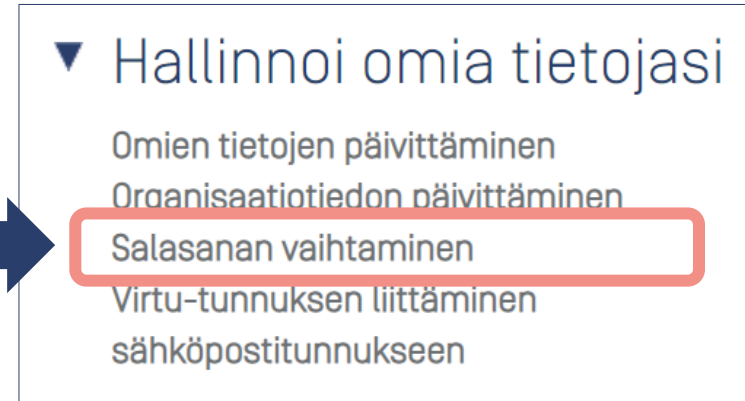 Hallinnoi omia tietojasi
Omien tietojen päivittäminen
Organisaatiotiedon päivittäminen
Salasanan vaihtaminen
Virtu-tunnuksen liittäminen
sähköpostitunnukseen